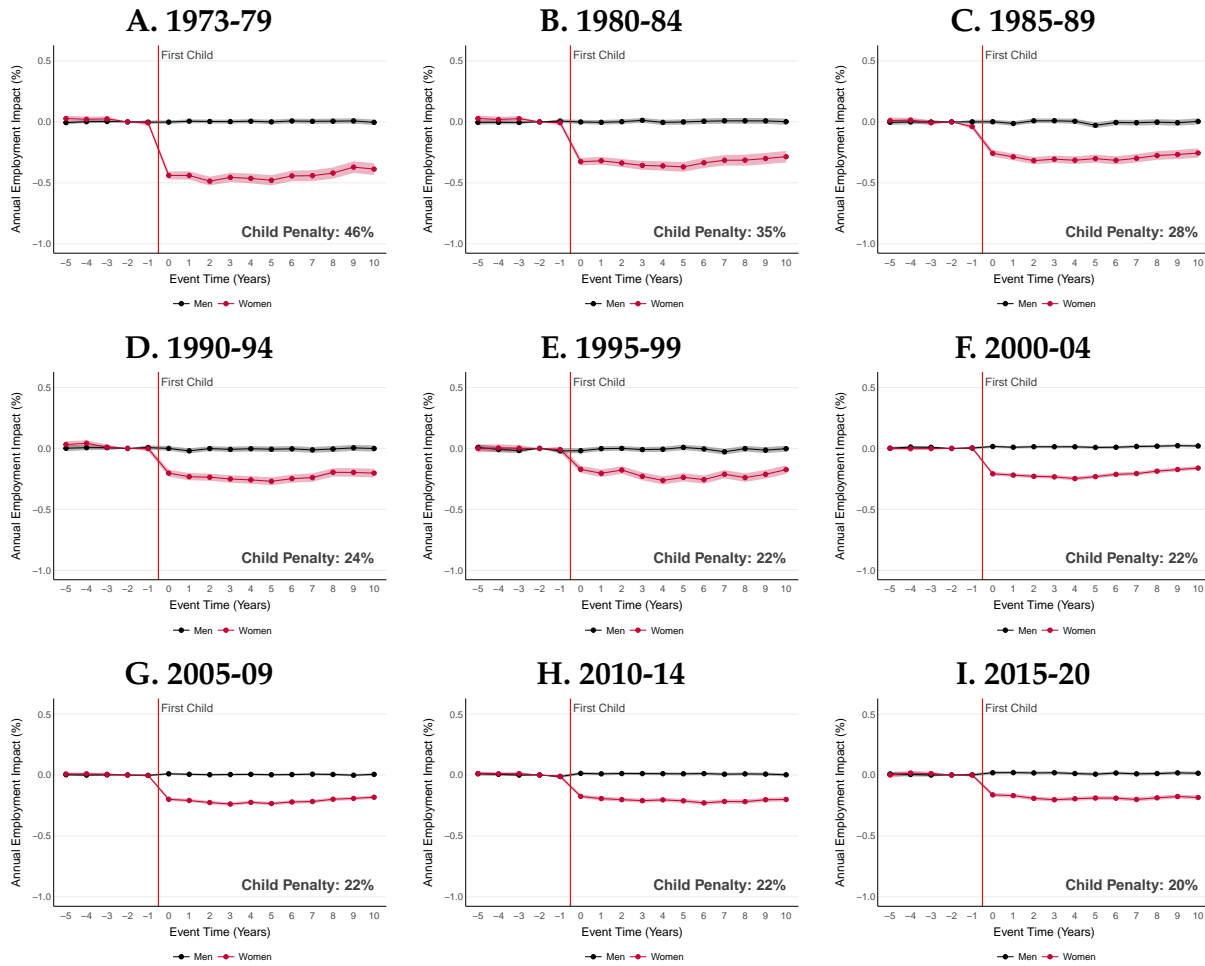 A. 1973-79
First Child
Annual Employment Impact (%)
0.5
0.0
−0.5
−1.0
Child Penalty: 46%
−5 −4 −3 −2 −1 0 1 2 3 4 5 6 7 8 9 10
Event Time (Years)
Men Women
B. 1980-84
First Child
Annual Employment Impact (%)
0.5
0.0
−0.5
−1.0
Child Penalty: 35%
−5 −4 −3 −2 −1 0 1 2 3 4 5 6 7 8 9 10
Event Time (Years)
Men Women
C. 1985-89
First Child
Annual Employment Impact (%)
0.5
0.0
−0.5
−1.0
Child Penalty: 28%
−5 −4 −3 −2 −1 0 1 2 3 4 5 6 7 8 9 10
Event Time (Years)
Men Women
D. 1990-94
First Child
Annual Employment Impact (%)
0.5
0.0
−0.5
−1.0
Child Penalty: 24%
−5 −4 −3 −2 −1 0 1 2 3 4 5 6 7 8 9 10
Event Time (Years)
Men Women
E. 1995-99
First Child
Annual Employment Impact (%)
0.5
0.0
−0.5
−1.0
Child Penalty: 22%
−5 −4 −3 −2 −1 0 1 2 3 4 5 6 7 8 9 10
Event Time (Years)
Men Women
F. 2000-04
First Child
Annual Employment Impact (%)
0.5
0.0
−0.5
−1.0
Child Penalty: 22%
−5 −4 −3 −2 −1 0 1 2 3 4 5 6 7 8 9 10
Event Time (Years)
Men Women
G. 2005-09
First Child
Annual Employment Impact (%)
0.5
0.0
−0.5
−1.0
Child Penalty: 22%
−5 −4 −3 −2 −1 0 1 2 3 4 5 6 7 8 9 10
Event Time (Years)
Men Women
H. 2010-14
First Child
Annual Employment Impact (%)
0.5
0.0
−0.5
−1.0
Child Penalty: 22%
−5 −4 −3 −2 −1 0 1 2 3 4 5 6 7 8 9 10
Event Time (Years)
Men Women
I. 2015-20
First Child
Annual Employment Impact (%)
0.5
0.0
−0.5
−1.0
Child Penalty: 20%
−5 −4 −3 −2 −1 0 1 2 3 4 5 6 7 8 9 10
Event Time (Years)
Men Women